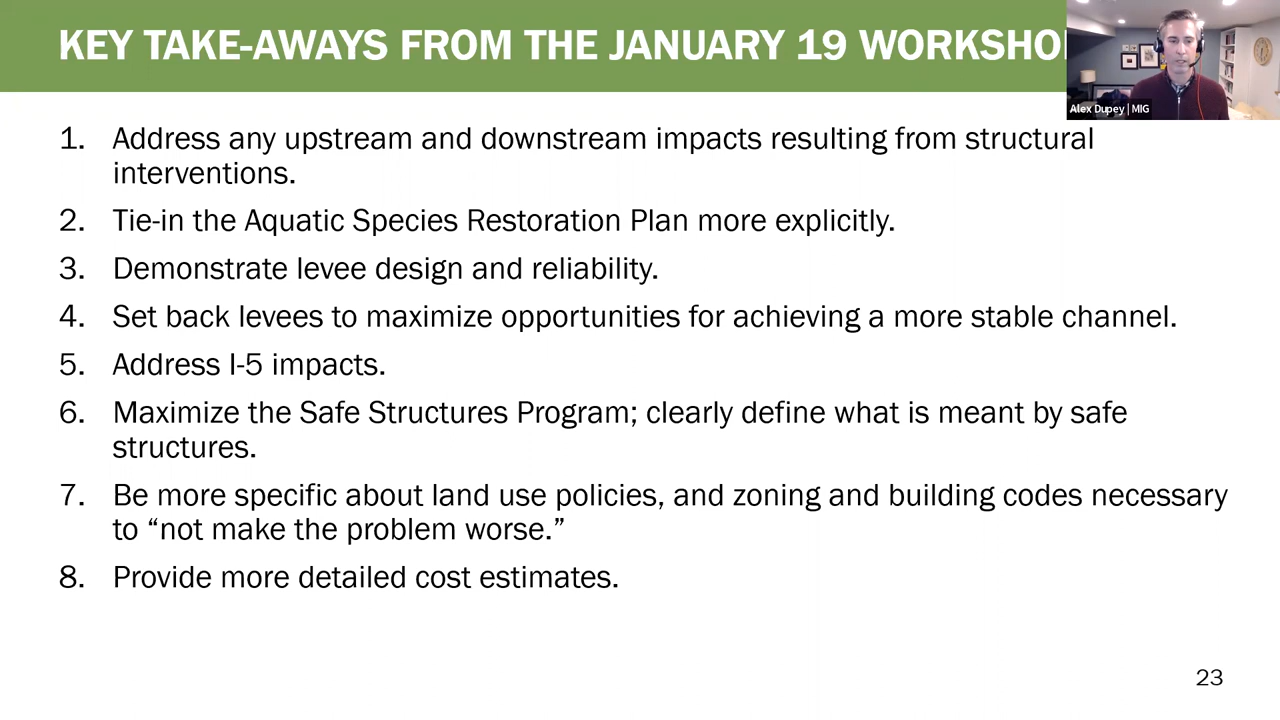 KEY TAKE-AWAYS FROM THE JANUARY 19
Alex Dupey | MIG
1. Address any upstream and downstream impacts resulting from structural
interventions.
2. Tie-in the Aquatic Species Restoration Plan more explicitly.
3. Demonstrate levee design and reliability.
4. Set back levees to maximize opportunities for achieving a more stable channel.
5. Address I-5 impacts.
6. Maximize the Safe Structures Program; clearly define what is meant by safe
structures.
7. Be more specific about land use policies, and zoning and building codes necessary
to “not make the problem worse.”
8. Provide more detailed cost estimates.
23